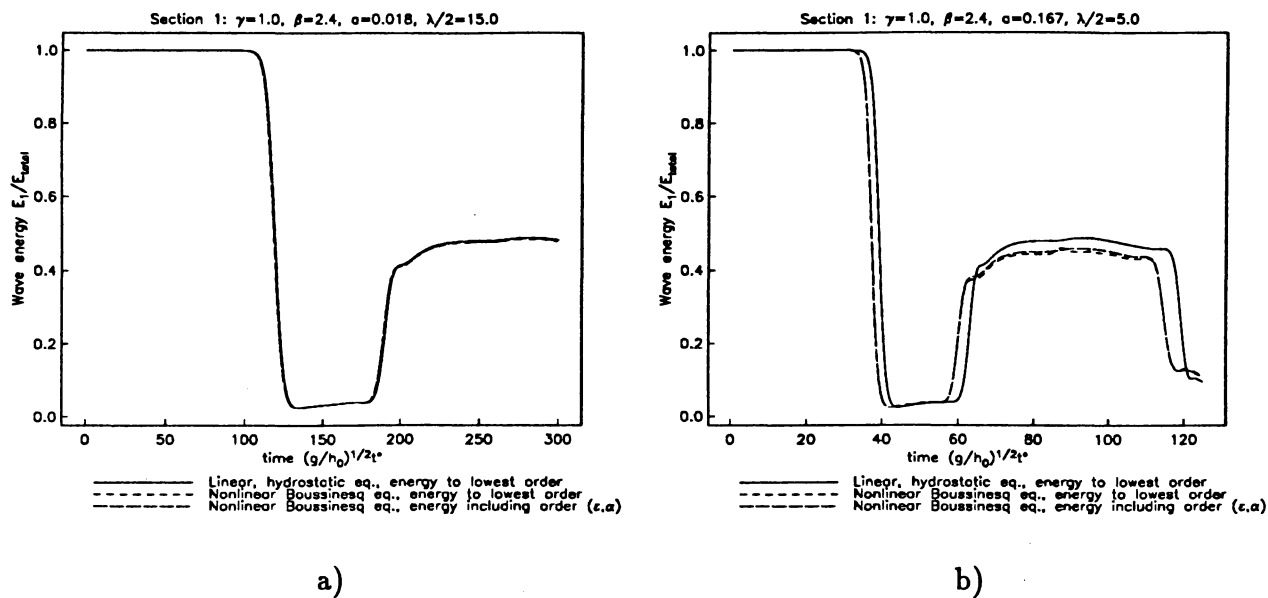 Section 1: γ=1.0, β=2.4, a=0.018, λ/2=15.0
1.0
0.8
0.6
0.4
0.2
0.0
Wave energy E₁/E_total
0 50 100 150 200 250 300
time (g/h₀)^1/2 t*
Linear, hydrostatic eq., energy to lowest order
Nonlinear Boussinesq eq., energy to lowest order
Nonlinear Boussinesq eq., energy including order (ε,α)
a)
Section 1: γ=1.0, β=2.4, a=0.167, λ/2=5.0
1.0
0.8
0.6
0.4
0.2
0.0
Wave energy E₁/E_total
0 20 40 60 80 100 120
time (g/h₀)^1/2 t*
Linear, hydrostatic eq., energy to lowest order
Nonlinear Boussinesq eq., energy to lowest order
Nonlinear Boussinesq eq., energy including order (ε,α)
b)